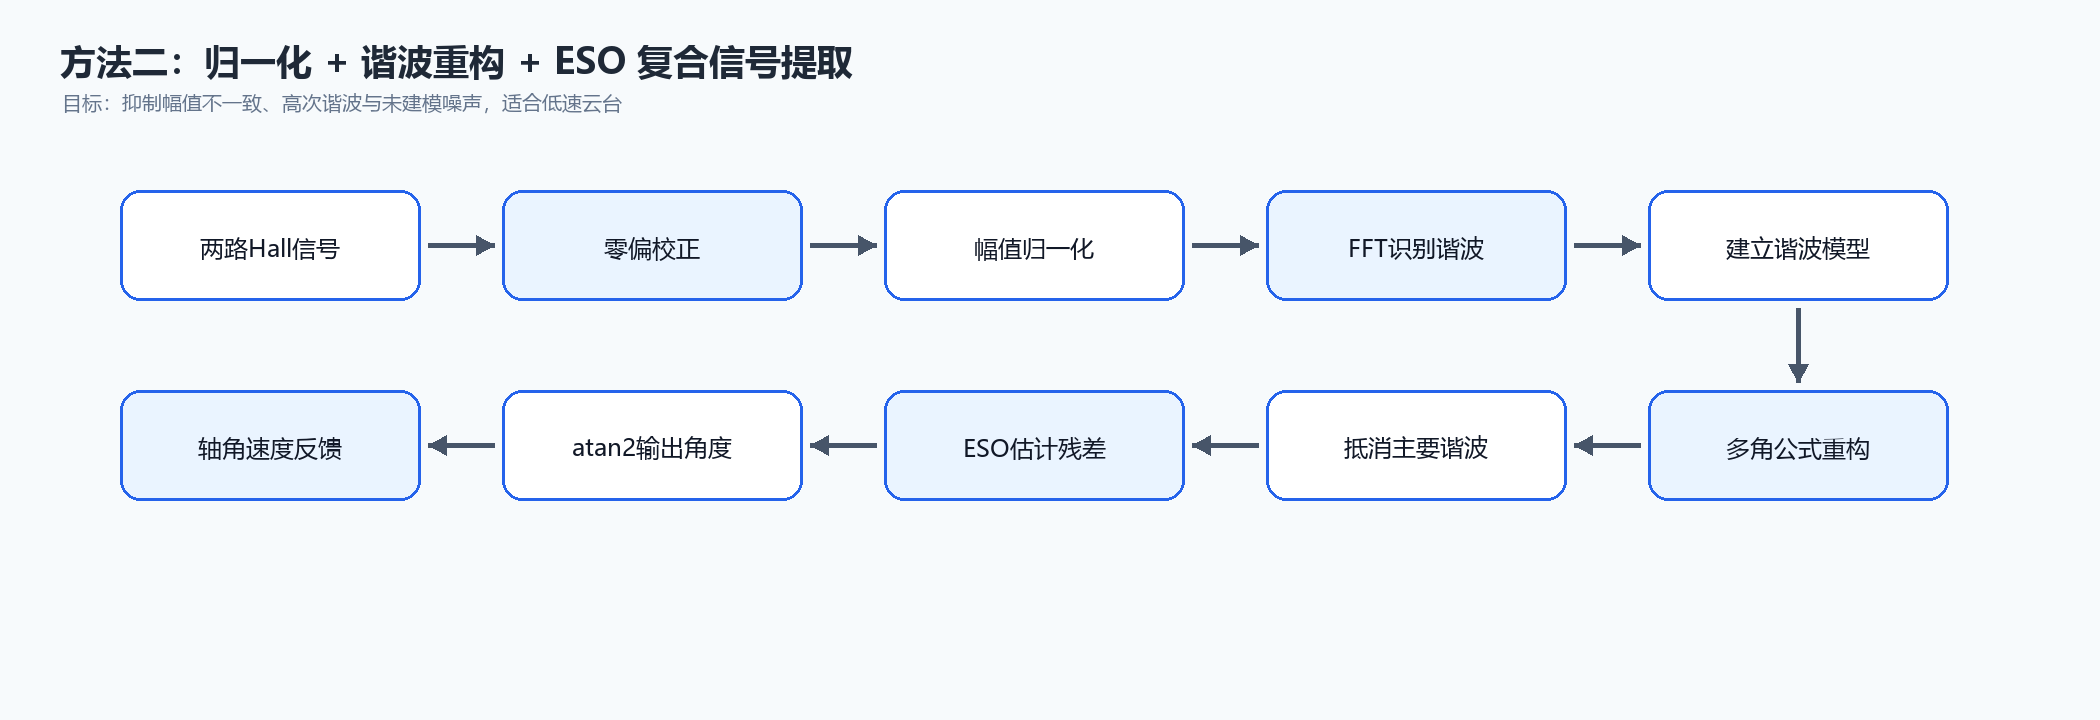 方法二：归一化 + 谐波重构 + ESO 复合信号提取
目标：抑制幅值不一致、高次谐波与未建模噪声，适合低速云台
两路Hall信号
零偏校正
幅值归一化
FFT识别谐波
建立谐波模型
多角公式重构
抵消主要谐波
ESO估计残差
atan2输出角度
轴角速度反馈